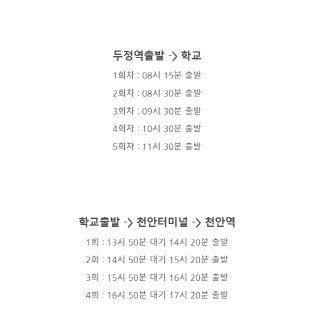 두정역출발 -> 학교
1회차 : 08시 15분 출발
2회차 : 08시 30분 출발
3회차 : 09시 30분 출발
4회차 : 10시 30분 출발
5회차 : 11시 30분 출발
학교출발 -> 천안터미널 -> 천안역
1회 : 13시 50분 대기 14시 20분 출발
2회 : 14시 50분 대기 15시 20분 출발
3회 : 15시 50분 대기 16시 20분 출발
4회 : 16시 50분 대기 17시 20분 출발